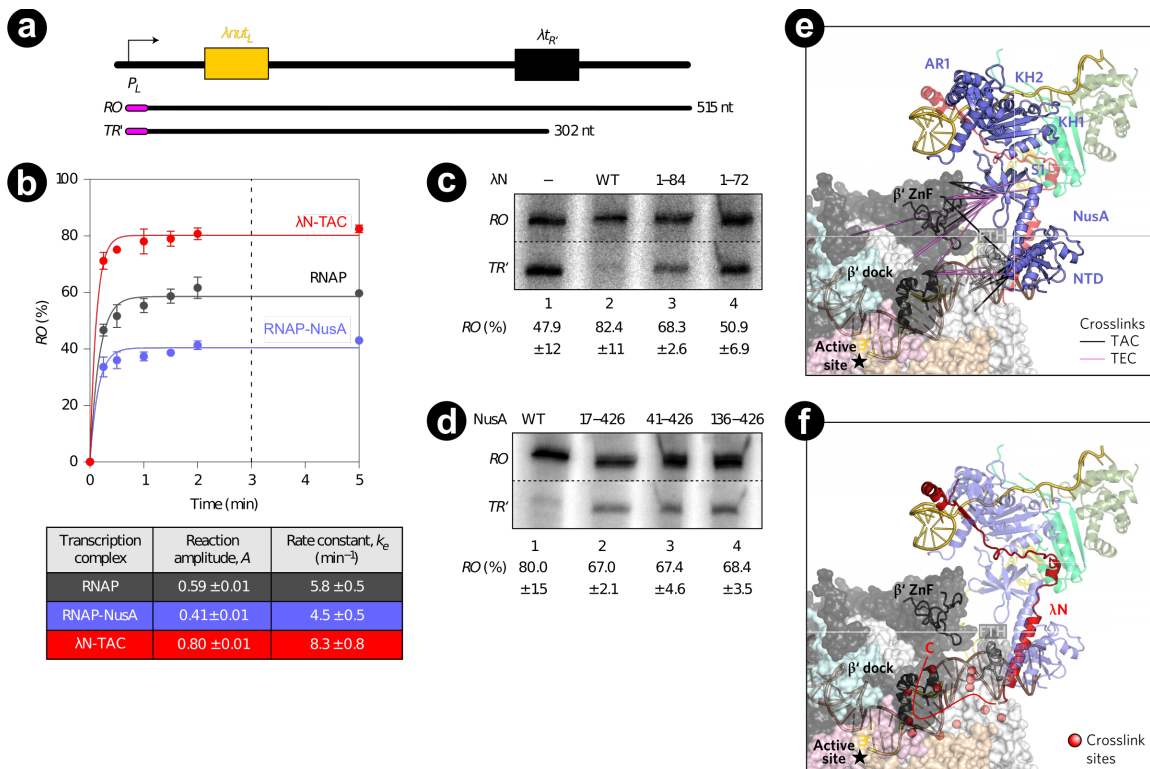 a
λnutL
λtR'
PL
RO
515 nt
TR'
302 nt
b
100
80
60
40
20
0
RO (%)
λN-TAC
RNAP
RNAP-NusA
0 1 2 3 4 5
Time (min)
Transcription complex
Reaction amplitude, A
Rate constant, ke (min–1)
RNAP 0.59 ±0.01 5.8 ±0.5
RNAP-NusA 0.41 ±0.01 4.5 ±0.5
λN-TAC 0.80 ±0.01 8.3 ±0.8
c
λN – WT 1–84 1–72
RO
TR'
1 2 3 4
RO (%) 47.9 82.4 68.3 50.9
±12 ±11 ±2.6 ±6.9
d
NusA WT 17–426 41–426 136–426
RO
TR'
1 2 3 4
RO (%) 80.0 67.0 67.4 68.4
±15 ±2.1 ±4.6 ±3.5
e
AR1
KH2
KH1
S1
β' ZnF
NusA
FTH
β' dock
NTD
Crosslinks
TAC
TEC
Active site
3'
f
β' ZnF
λN
FTH
C
β' dock
Active site
3'
Crosslink sites